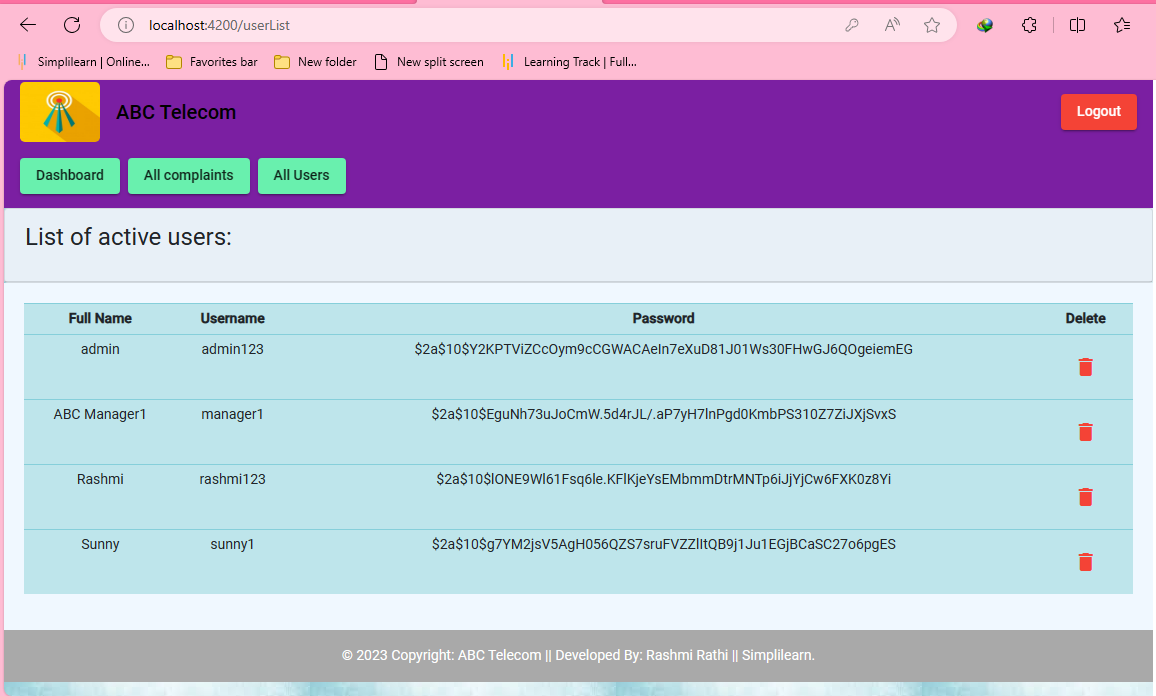 localhost:4200/userList
Simplilearn | Online... Favorites bar New folder New split screen Learning Track | Full...
ABC Telecom Logout
Dashboard All complaints All Users
List of active users:
Full Name Username Password Delete
admin admin123 $2a$10$Y2KPTViZCcOym9cCGWACAeIn7eXuD81J01Ws30FHwGJ6QOgeiemEG
ABC Manager1 manager1 $2a$10$EguNh73uJoCmW.5d4rJL/.aP7yH7lnPgd0KmbPS310Z7ZiJXjSvxS
Rashmi rashmi123 $2a$10$lONE9Wl61Fsq6le.KFlKjeYsEMbmmDtrMNTp6iJjYjCw6FXK0z8Yi
Sunny sunny1 $2a$10$g7YM2jsV5AgH056QZS7sruFVZZlItQB9j1Ju1EGjBCaSC27o6pgES
© 2023 Copyright: ABC Telecom || Developed By: Rashmi Rathi || Simplilearn.